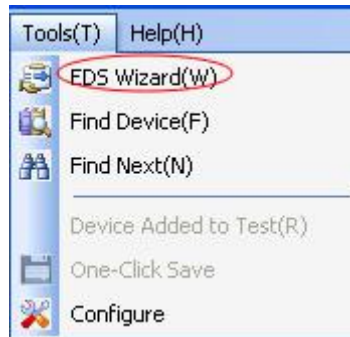 Tools(T) Help(H)
EDS Wizard(W)
Find Device(F)
Find Next(N)
Device Added to Test(R)
One-Click Save
Configure